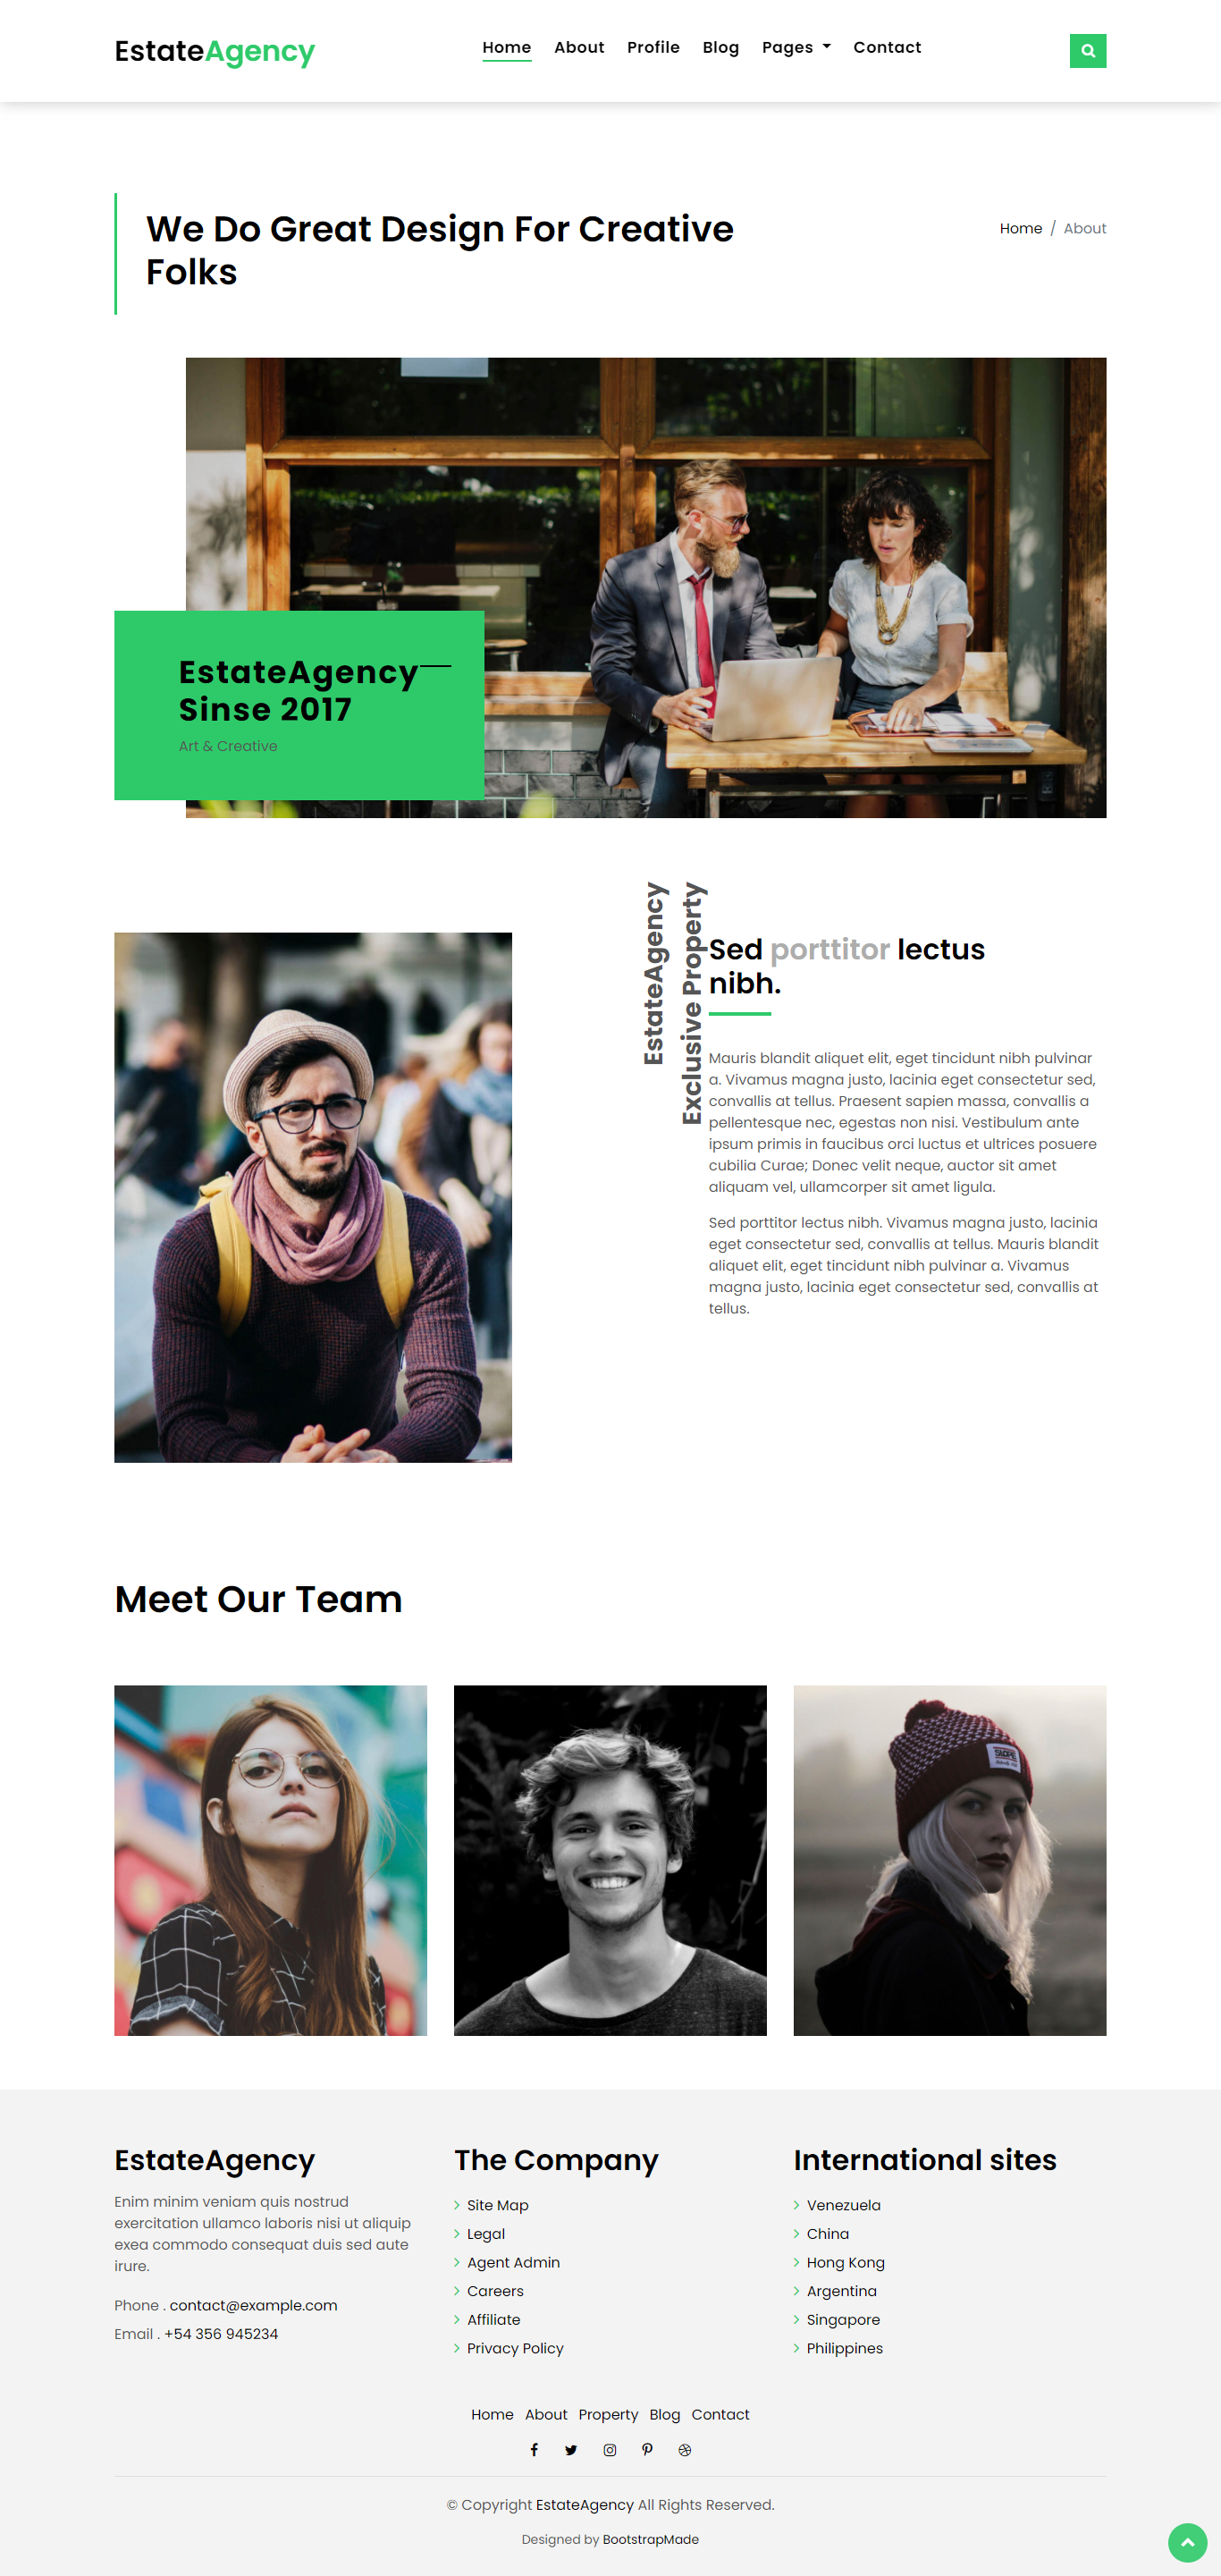 EstateAgency
Home About Profile Blog Pages Contact
We Do Great Design For Creative
Folks
Home / About
EstateAgency
Sinse 2017
Art & Creative
EstateAgency
Exclusive Property
Sed porttitor lectus
nibh.
Mauris blandit aliquet elit, eget tincidunt nibh pulvinar
a. Vivamus magna justo, lacinia eget consectetur sed,
convallis at tellus. Praesent sapien massa, convallis a
pellentesque nec, egestas non nisi. Vestibulum ante
ipsum primis in faucibus orci luctus et ultrices posuere
cubilia Curae; Donec velit neque, auctor sit amet
aliquam vel, ullamcorper sit amet ligula.
Sed porttitor lectus nibh. Vivamus magna justo, lacinia
eget consectetur sed, convallis at tellus. Mauris blandit
aliquet elit, eget tincidunt nibh pulvinar a. Vivamus
magna justo, lacinia eget consectetur sed, convallis at
tellus.
Meet Our Team
SLOPE
EstateAgency
Enim minim veniam quis nostrud
exercitation ullamco laboris nisi ut aliquip
exea commodo consequat duis sed aute
irure.
Phone . contact@example.com
Email . +54 356 945234
The Company
Site Map
Legal
Agent Admin
Careers
Affiliate
Privacy Policy
International sites
Venezuela
China
Hong Kong
Argentina
Singapore
Philippines
Home About Property Blog Contact
© Copyright EstateAgency All Rights Reserved.
Designed by BootstrapMade